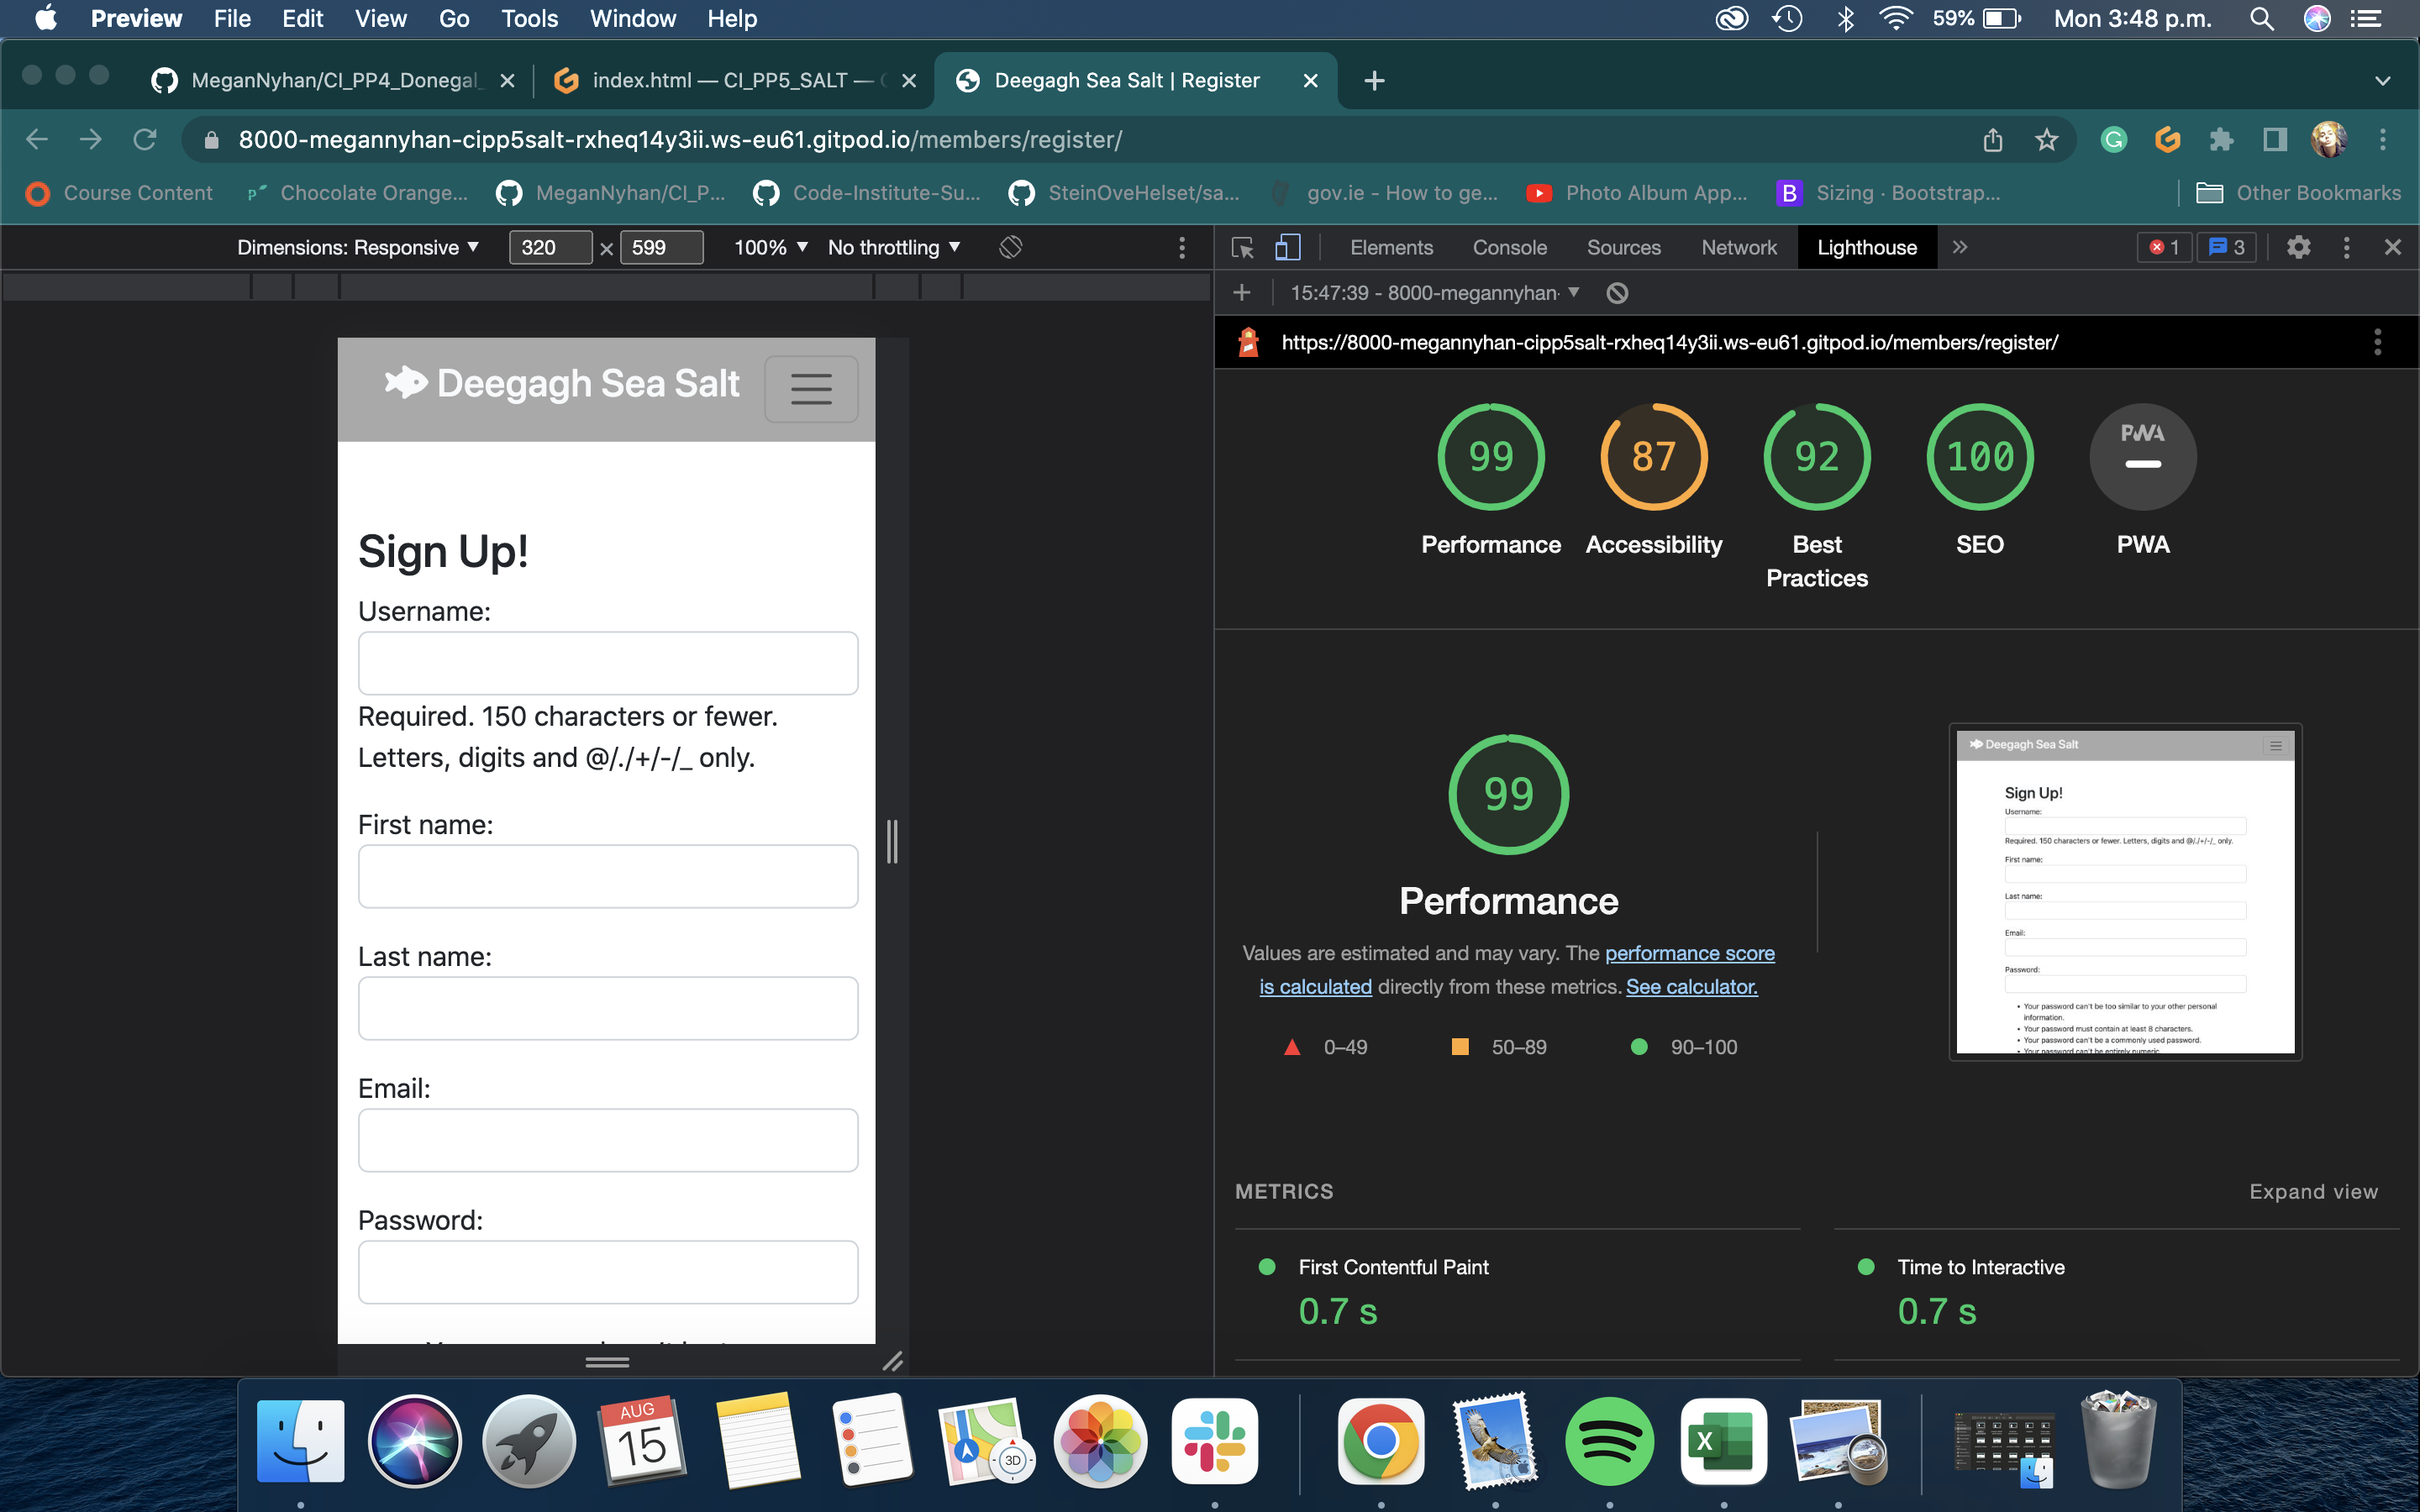 Preview File Edit View Go Tools Window Help 59% Mon 3:48 p.m.
MeganNyhan/CI_PP4_Donegal_ index.html — CI_PP5_SALT — Deegagh Sea Salt | Register
8000-megannyhan-cipp5salt-rxheq14y3ii.ws-eu61.gitpod.io/members/register/
Course Content Chocolate Orange... MeganNyhan/CI_P... Code-Institute-Su... SteinOveHelset/sa... gov.ie - How to ge... Photo Album App... B Sizing · Bootstrap... Other Bookmarks
Dimensions: Responsive 320 × 599 100% No throttling
Elements Console Sources Network Lighthouse 1 3
15:47:39 - 8000-megannyhan-
https://8000-megannyhan-cipp5salt-rxheq14y3ii.ws-eu61.gitpod.io/members/register/
Deegagh Sea Salt
Sign Up!
Username:
Required. 150 characters or fewer.
Letters, digits and @/./+/-/_ only.
First name:
Last name:
Email:
Password:
99 87 92 100 PWA
Performance Accessibility Best Practices SEO PWA
99
Performance
Values are estimated and may vary. The performance score
is calculated directly from these metrics. See calculator.
0–49 50–89 90–100
Deegagh Sea Salt
Sign Up!
Username:
Required. 150 characters or fewer. Letters, digits and @/./+/-/_ only.
First name:
Last name:
Email:
Password:
• Your password can't be too similar to your other personal
information.
• Your password must contain at least 8 characters.
• Your password can't be a commonly used password.
• Your password can't be entirely numeric.
METRICS Expand view
First Contentful Paint
0.7 s
Time to Interactive
0.7 s
AUG
15
3D
X